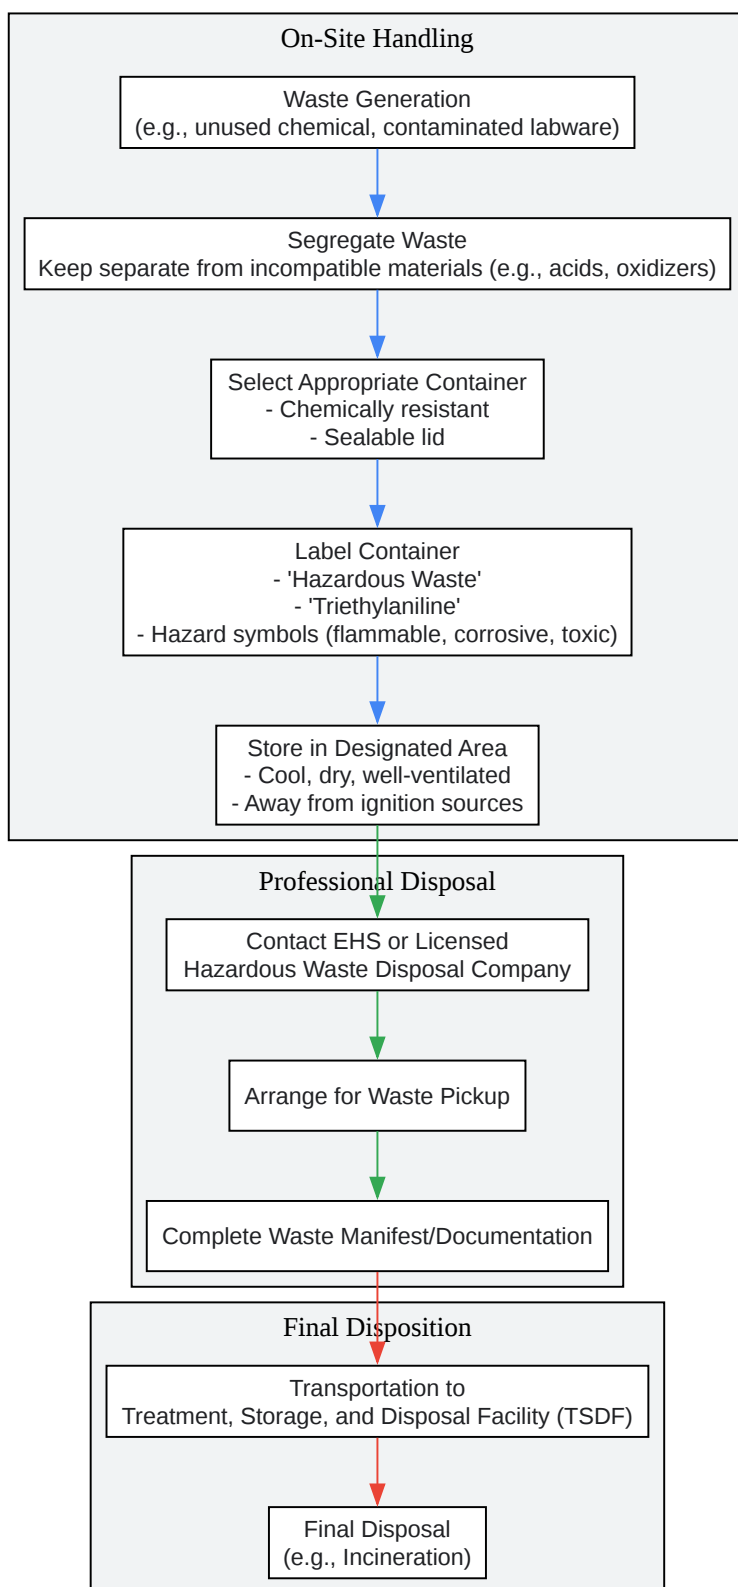 On-Site Handling
Waste Generation
(e.g., unused chemical, contaminated labware)
Segregate Waste
Keep separate from incompatible materials (e.g., acids, oxidizers)
Select Appropriate Container
- Chemically resistant
- Sealable lid
Label Container
- 'Hazardous Waste'
- 'Triethylaniline'
- Hazard symbols (flammable, corrosive, toxic)
Store in Designated Area
- Cool, dry, well-ventilated
- Away from ignition sources
Professional Disposal
Contact EHS or Licensed
Hazardous Waste Disposal Company
Arrange for Waste Pickup
Complete Waste Manifest/Documentation
Final Disposition
Transportation to
Treatment, Storage, and Disposal Facility (TSDF)
Final Disposal
(e.g., Incineration)